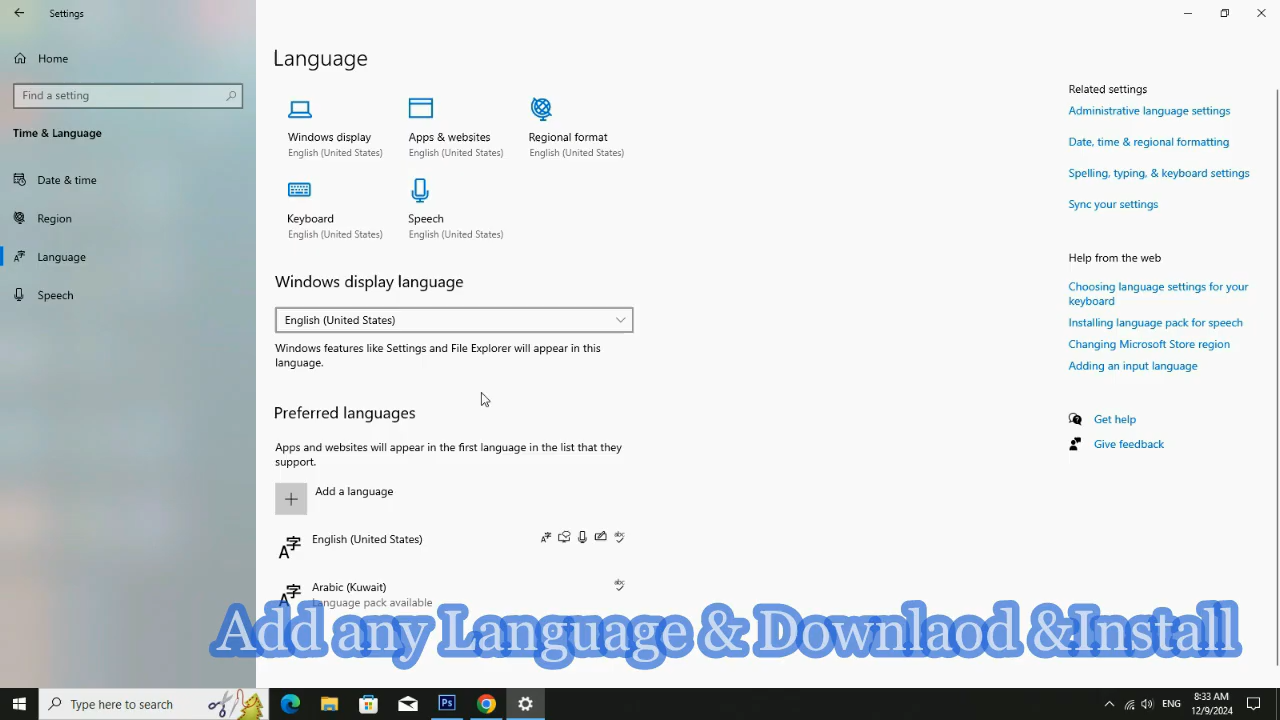 Settings
Home
Find a setting
Time & Language
Date & time
Region
Language
Speech
Language
Windows display
English (United States)
Apps & websites
English (United States)
Regional format
English (United States)
Keyboard
English (United States)
Speech
English (United States)
Windows display language
English (United States)
Windows features like Settings and File Explorer will appear in this
language.
Preferred languages
Apps and websites will appear in the first language in the list that they
support.
Add a language
English (United States)
Arabic (Kuwait)
Language pack available
Related settings
Administrative language settings
Date, time & regional formatting
Spelling, typing, & keyboard settings
Sync your settings
Help from the web
Choosing language settings for your
keyboard
Installing language pack for speech
Changing Microsoft Store region
Adding an input language
Get help
Give feedback
Add any Language & Downlaod &Install
Type here to search
Ps
ENG
8:33 AM
12/9/2024